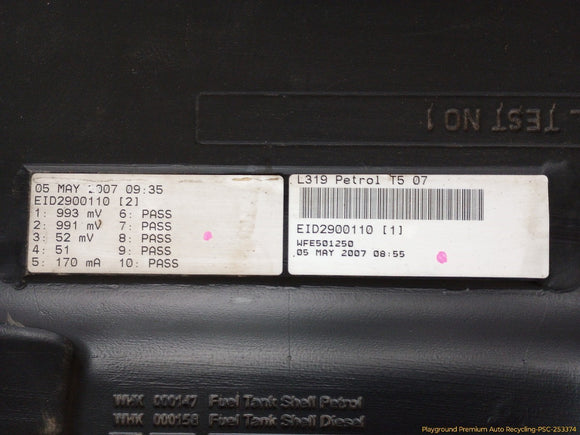 L TEST NO 1
05 MAY 2007 09:35
EID2900110 [2]
1: 993 mV 6: PASS
2: 991 mV 7: PASS
3: 52 mV 8: PASS
4: 51 9: PASS
5: 170 mA 10: PASS
L319 Petrol T5 07
EID2900110 [1]
WFE501250
05 MAY 2007 08:55
WHX 000147 Fuel Tank Shell Petrol
WHX 000158 Fuel Tank Shell Diesel
Playground Premium Auto Recycling-PSC-253374